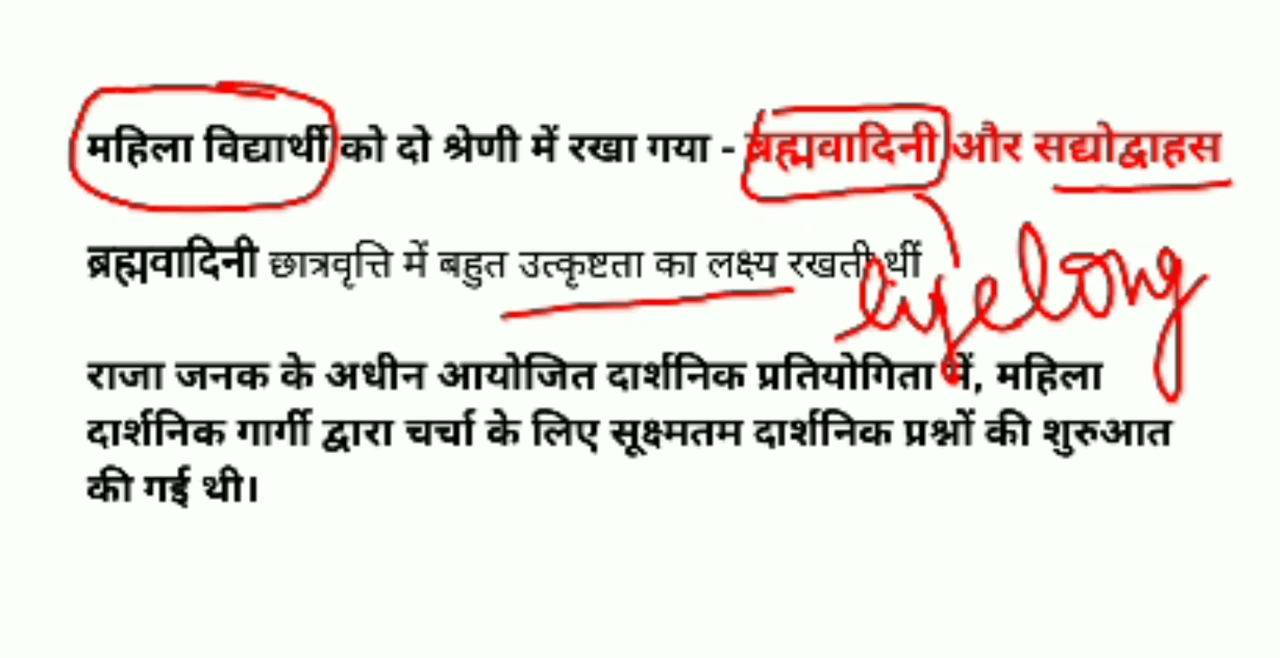 महिला विद्यार्थी को दो श्रेणी में रखा गया - ब्रह्मवादिनी और सद्योद्वाहस
ब्रह्मवादिनी छात्रवृत्ति में बहुत उत्कृष्टता का लक्ष्य रखती थीं
lifelong
राजा जनक के अधीन आयोजित दार्शनिक प्रतियोगिता में, महिला
दार्शनिक गार्गी द्वारा चर्चा के लिए सूक्ष्मतम दार्शनिक प्रश्नों की शुरुआत
की गई थी।